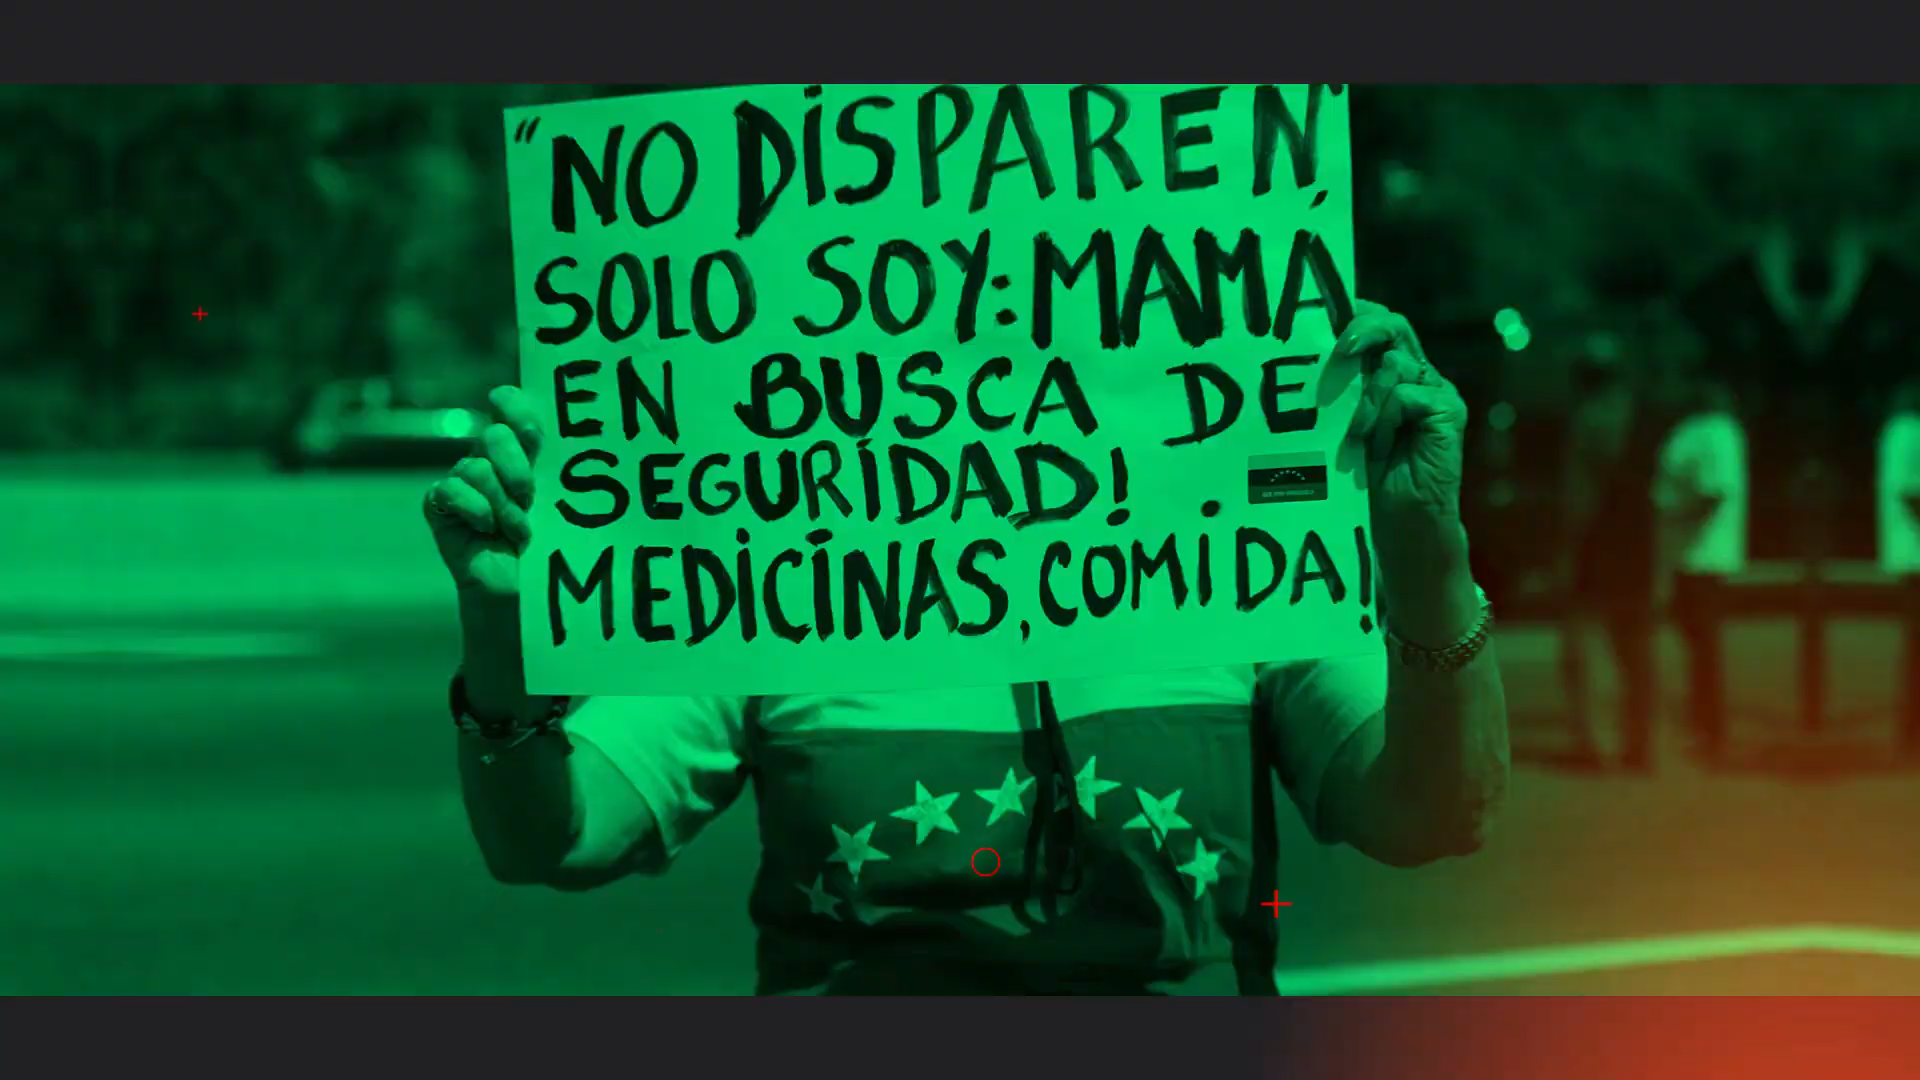 "NO DISPAREN,
SOLO SOY: MAMÁ
EN BUSCA DE
SEGURIDAD! .
MEDICINAS, COMIDA!